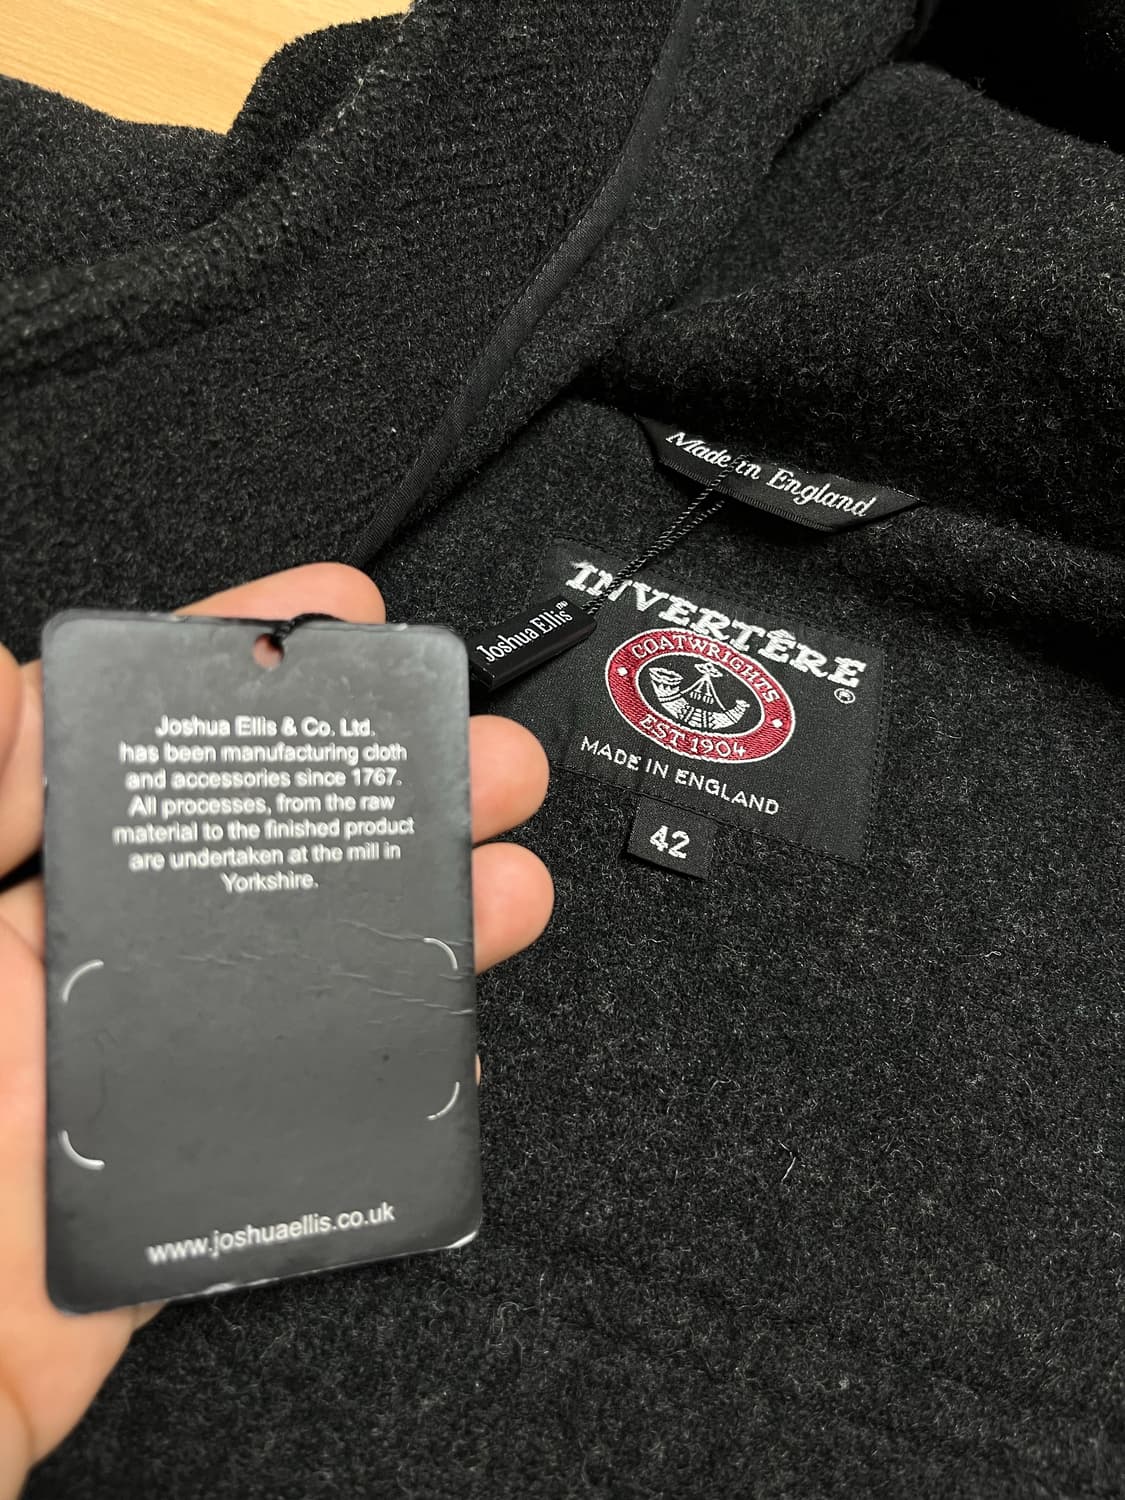 Made in England
Joshua Ellis™
INVERTÈRE®
COATWRIGHTS
EST 1904
MADE IN ENGLAND
42
Joshua Ellis & Co. Ltd.
has been manufacturing cloth
and accessories since 1767.
All processes, from the raw
material to the finished product
are undertaken at the mill in
Yorkshire.
www.joshuaellis.co.uk